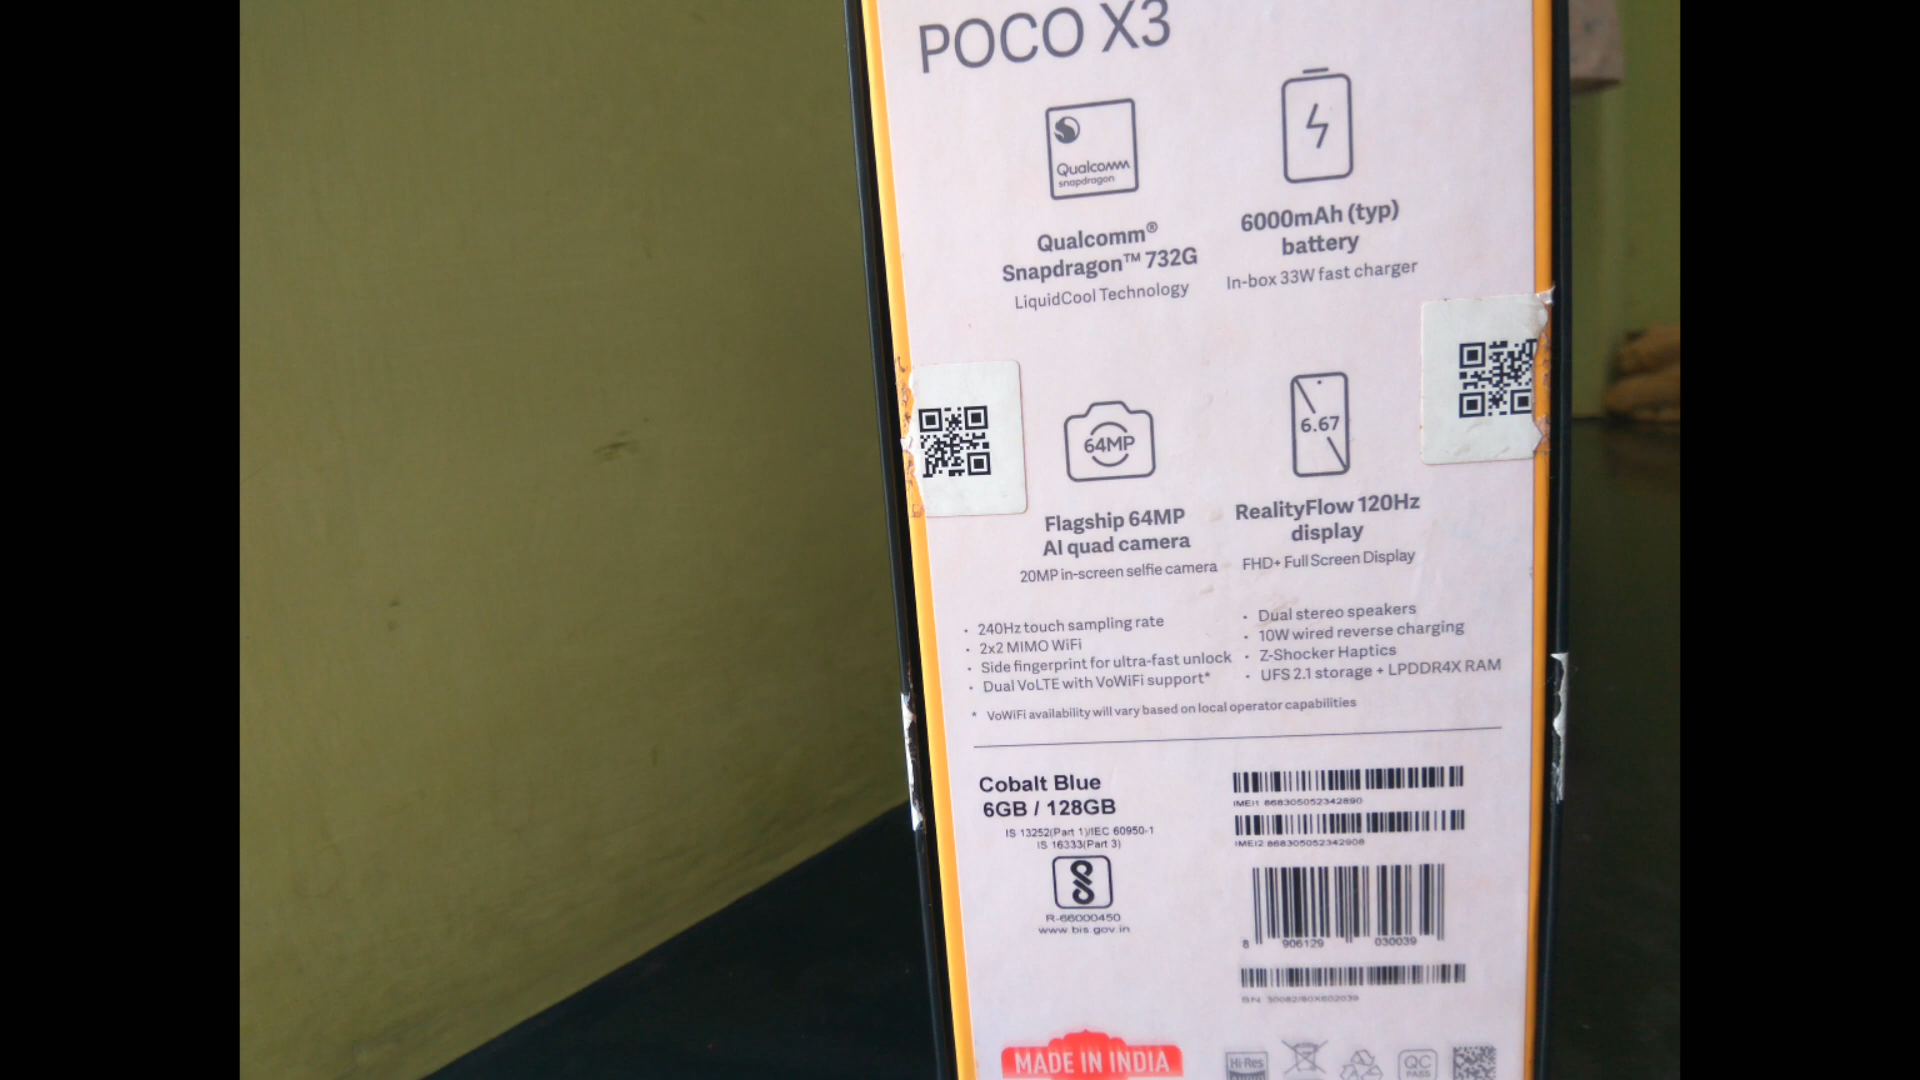 POCO X3
Qualcomm
snapdragon
Qualcomm®
Snapdragon™ 732G
LiquidCool Technology
6000mAh (typ)
battery
In-box 33W fast charger
64MP
Flagship 64MP
AI quad camera
20MP in-screen selfie camera
6.67
RealityFlow 120Hz
display
FHD+ Full Screen Display
• 240Hz touch sampling rate
• 2x2 MIMO WiFi
• Side fingerprint for ultra-fast unlock
• Dual VoLTE with VoWiFi support*
• Dual stereo speakers
• 10W wired reverse charging
• Z-Shocker Haptics
• UFS 2.1 storage + LPDDR4X RAM
* VoWiFi availability will vary based on local operator capabilities
Cobalt Blue
6GB / 128GB
IS 13252(Part 1)/IEC 60950-1
IS 16333(Part 3)
R-66000450
www.bis.gov.in
IMEI1 868305052342890
IMEI2 868305052342908
8 906129 030039
SN:
MADE IN INDIA
Hi-Res
QC
PASS